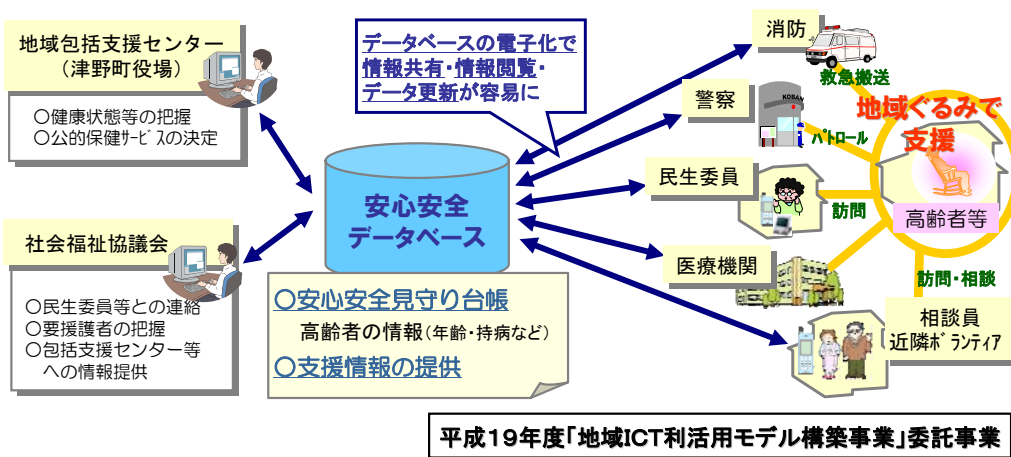 地域包括支援センター
（津野町役場）
○健康状態等の把握
○公的保健ｻｰﾋﾞｽの決定
社会福祉協議会
○民生委員等との連絡
○要援護者の把握
○包括支援センター等
への情報提供
データベースの電子化で
情報共有・情報閲覧・
データ更新が容易に
安心安全
データベース
○安心安全見守り台帳
高齢者の情報（年齢・持病など）
○支援情報の提供
消防
救急搬送
警察
KOBAN
ﾊﾟﾄロール
民生委員
訪問
医療機関
地域ぐるみで
支援
高齢者等
訪問・相談
相談員
近隣ﾎﾞランティア
平成１９年度「地域ICT利活用モデル構築事業」委託事業